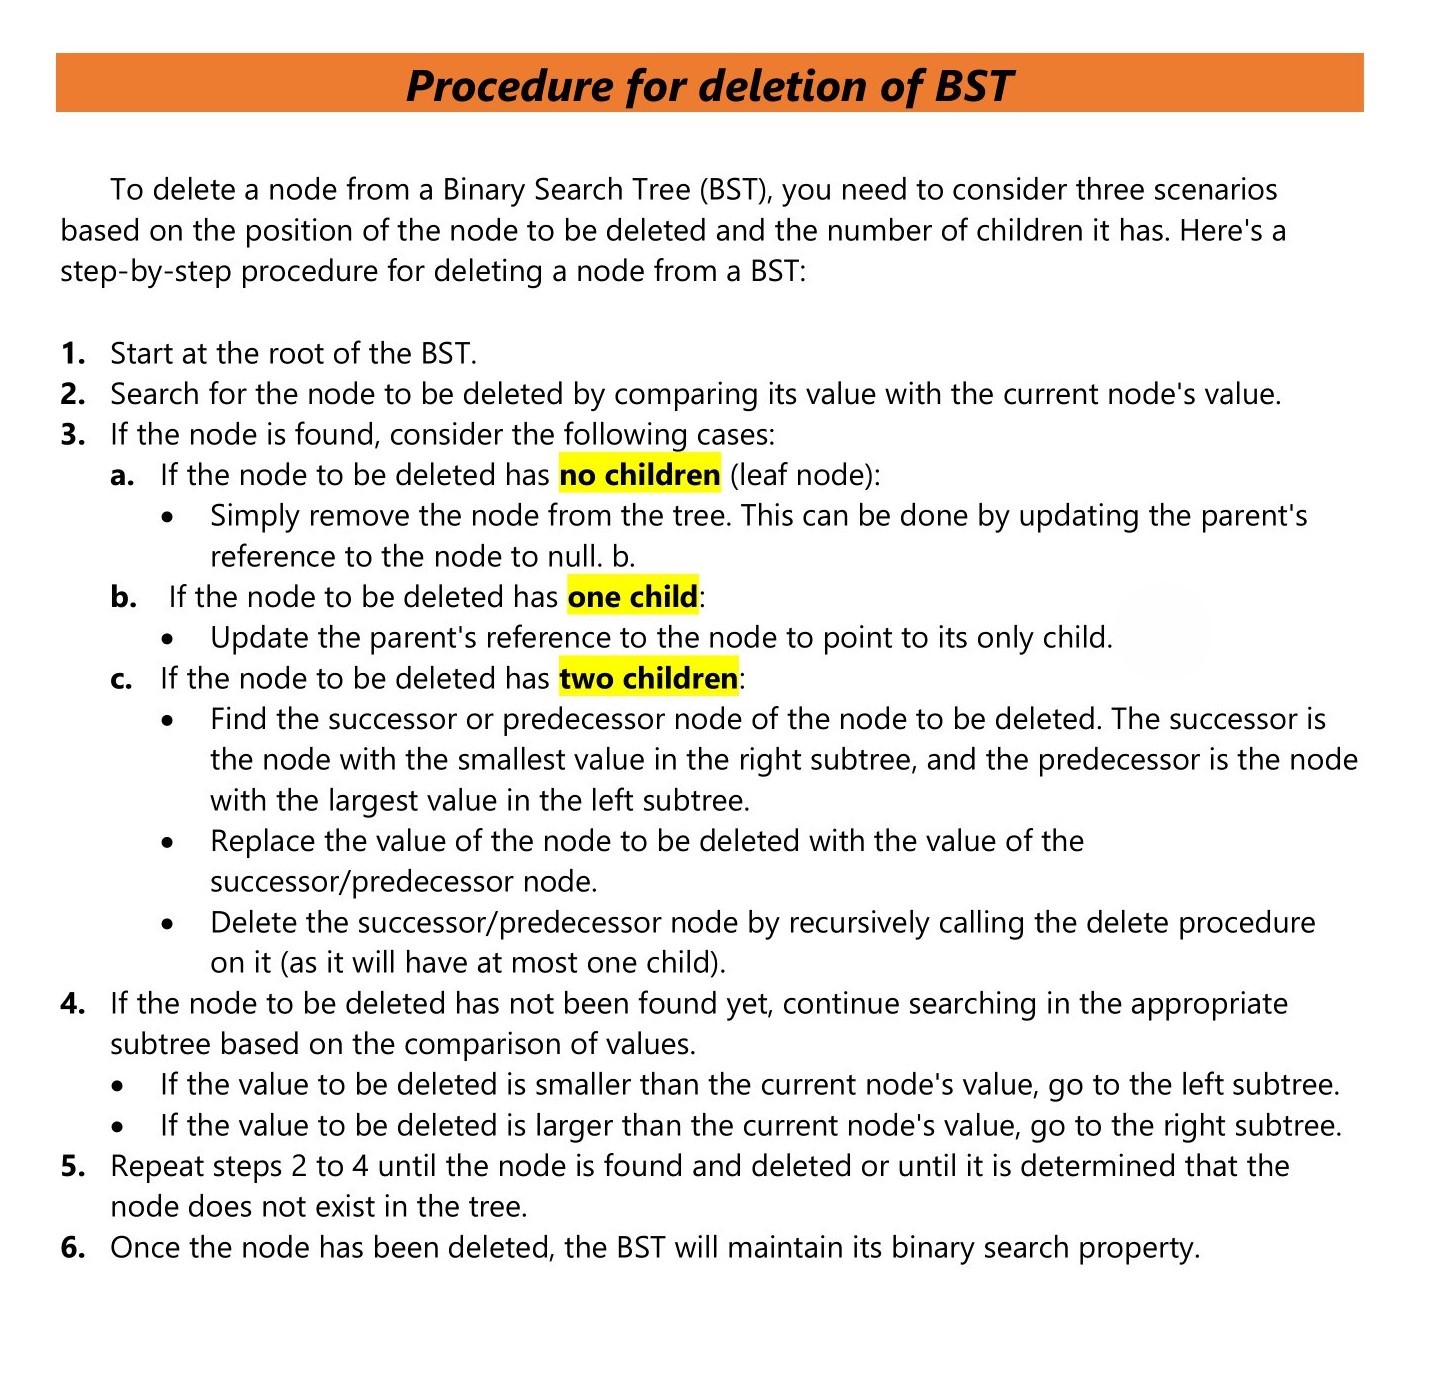 Procedure for deletion of BST
To delete a node from a Binary Search Tree (BST), you need to consider three scenarios
based on the position of the node to be deleted and the number of children it has. Here's a
step-by-step procedure for deleting a node from a BST:
1. Start at the root of the BST.
2. Search for the node to be deleted by comparing its value with the current node's value.
3. If the node is found, consider the following cases:
a. If the node to be deleted has no children (leaf node):
• Simply remove the node from the tree. This can be done by updating the parent's
reference to the node to null. b.
b. If the node to be deleted has one child:
• Update the parent's reference to the node to point to its only child.
c. If the node to be deleted has two children:
• Find the successor or predecessor node of the node to be deleted. The successor is
the node with the smallest value in the right subtree, and the predecessor is the node
with the largest value in the left subtree.
• Replace the value of the node to be deleted with the value of the
successor/predecessor node.
• Delete the successor/predecessor node by recursively calling the delete procedure
on it (as it will have at most one child).
4. If the node to be deleted has not been found yet, continue searching in the appropriate
subtree based on the comparison of values.
• If the value to be deleted is smaller than the current node's value, go to the left subtree.
• If the value to be deleted is larger than the current node's value, go to the right subtree.
5. Repeat steps 2 to 4 until the node is found and deleted or until it is determined that the
node does not exist in the tree.
6. Once the node has been deleted, the BST will maintain its binary search property.